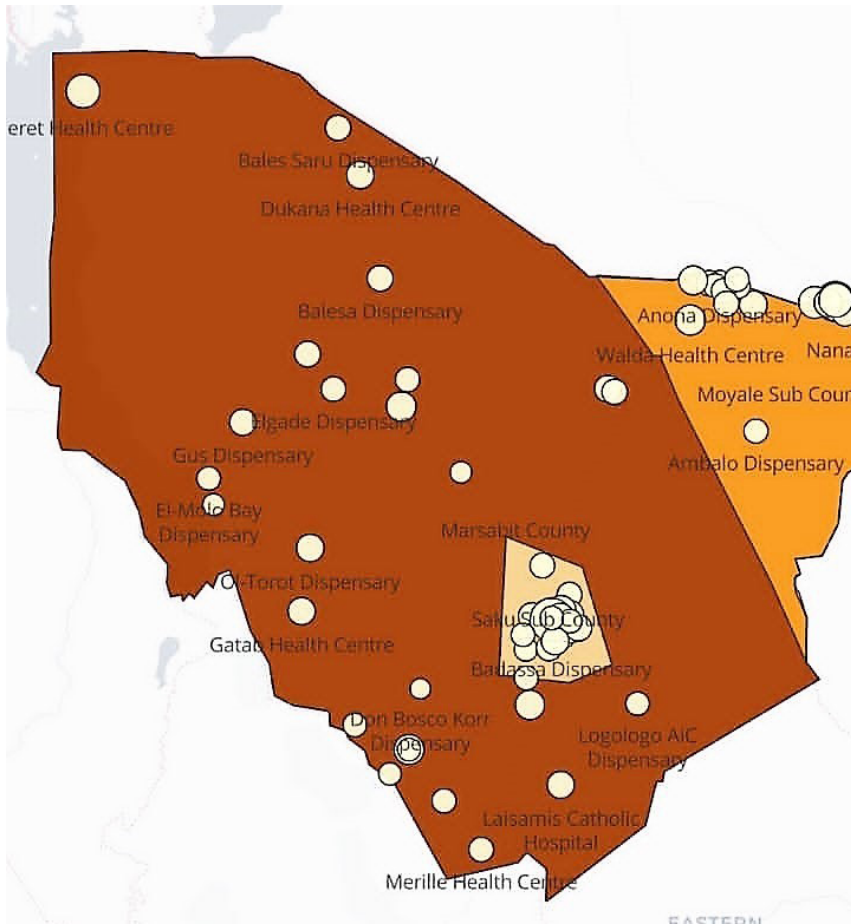 eret Health Centre
Bales Saru Dispensary
Dukana Health Centre
Balesa Dispensary
Anona Dispensary
Nana
Walda Health Centre
Moyale Sub Coun
Elgade Dispensary
Gus Dispensary
Ambalo Dispensary
El-Molo Bay
Dispensary
Marsabit County
Ol-Torot Dispensary
Saku Sub County
Gatab Health Centre
Badassa Dispensary
Don Bosco Korr
Dispensary
Logologo AIC
Dispensary
Laisamis Catholic
Hospital
Merille Health Centre
EASTERN